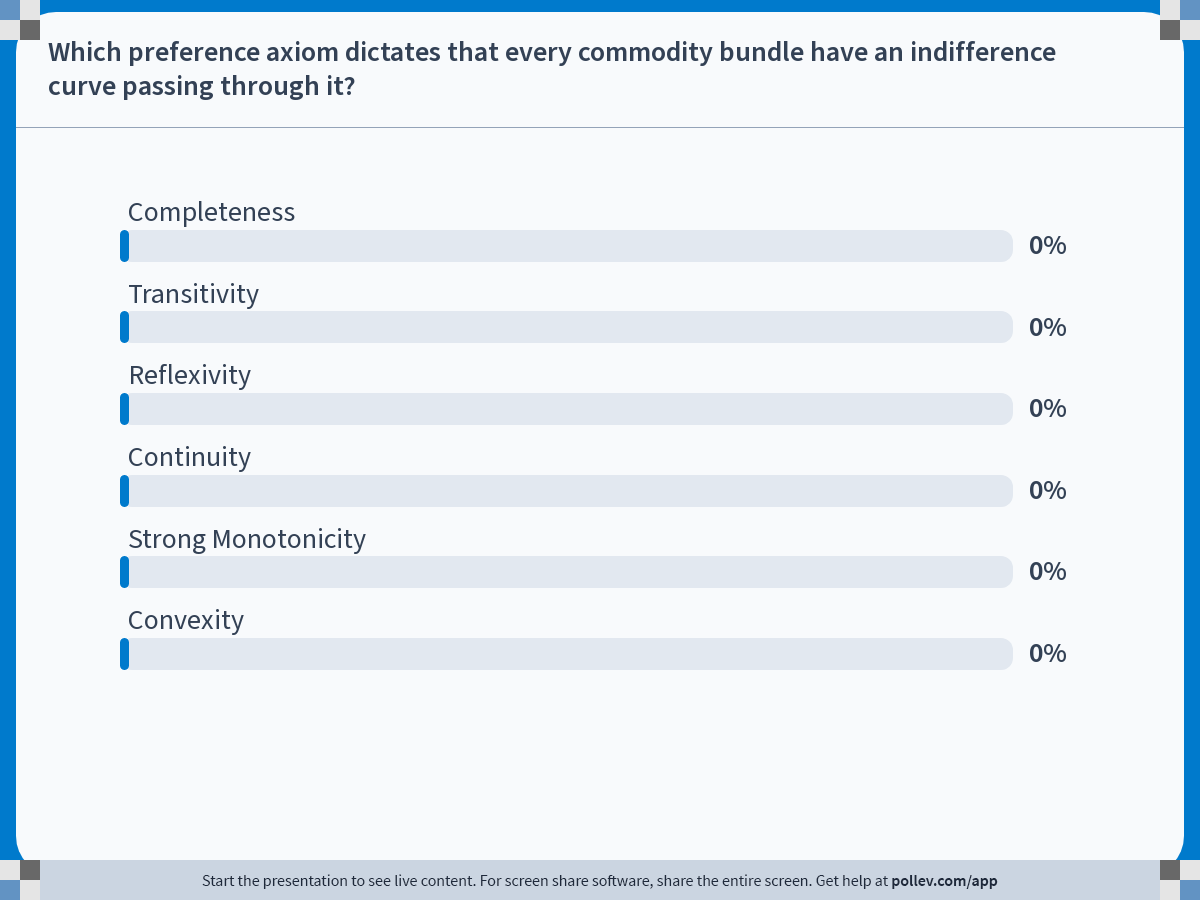 Which preference axiom dictates that every commodity bundle have an indifference
curve passing through it?
Completeness
0%
Transitivity
0%
Reflexivity
0%
Continuity
0%
Strong Monotonicity
0%
Convexity
0%
Start the presentation to see live content. For screen share software, share the entire screen. Get help at pollev.com/app